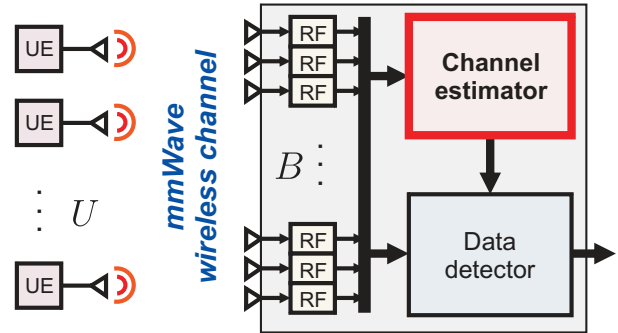 UE
UE
U
UE
mmWave
wireless channel
RF
RF
RF
B
RF
RF
RF
Channel
estimator
Data
detector